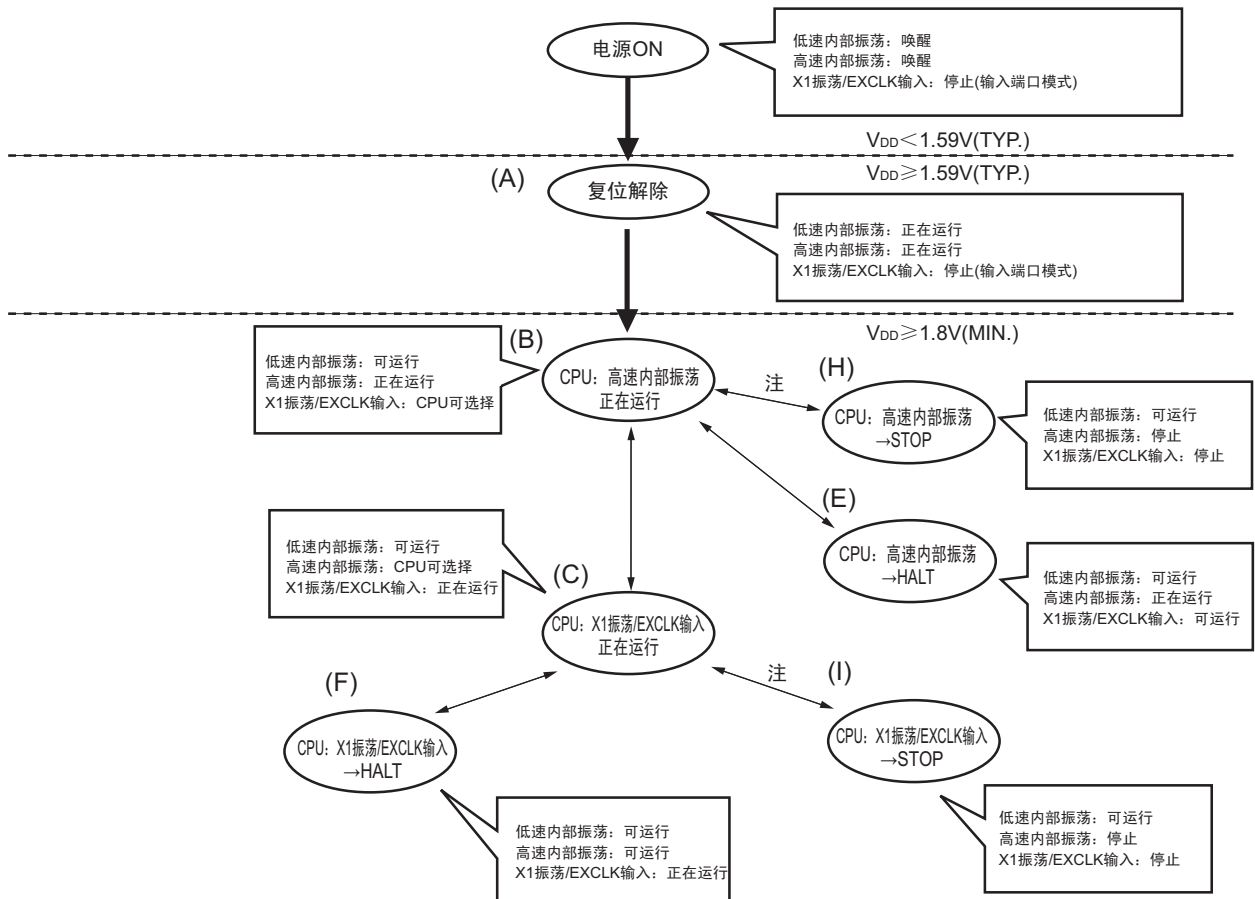 电源ON
低速内部振荡：唤醒
高速内部振荡：唤醒
X1振荡/EXCLK输入：停止(输入端口模式)
VDD＜1.59V(TYP.)
VDD≥1.59V(TYP.)
(A)
复位解除
低速内部振荡：正在运行
高速内部振荡：正在运行
X1振荡/EXCLK输入：停止(输入端口模式)
VDD≥1.8V(MIN.)
(B)
低速内部振荡：可运行
高速内部振荡：正在运行
X1振荡/EXCLK输入：CPU可选择
CPU：高速内部振荡
正在运行
注
(H)
CPU：高速内部振荡
→STOP
低速内部振荡：可运行
高速内部振荡：停止
X1振荡/EXCLK输入：停止
(E)
CPU：高速内部振荡
→HALT
低速内部振荡：可运行
高速内部振荡：正在运行
X1振荡/EXCLK输入：可运行
低速内部振荡：可运行
高速内部振荡：CPU可选择
X1振荡/EXCLK输入：正在运行
(C)
CPU：X1振荡/EXCLK输入
正在运行
(F)
CPU：X1振荡/EXCLK输入
→HALT
低速内部振荡：可运行
高速内部振荡：可运行
X1振荡/EXCLK输入：正在运行
注
(I)
CPU：X1振荡/EXCLK输入
→STOP
低速内部振荡：可运行
高速内部振荡：停止
X1振荡/EXCLK输入：停止